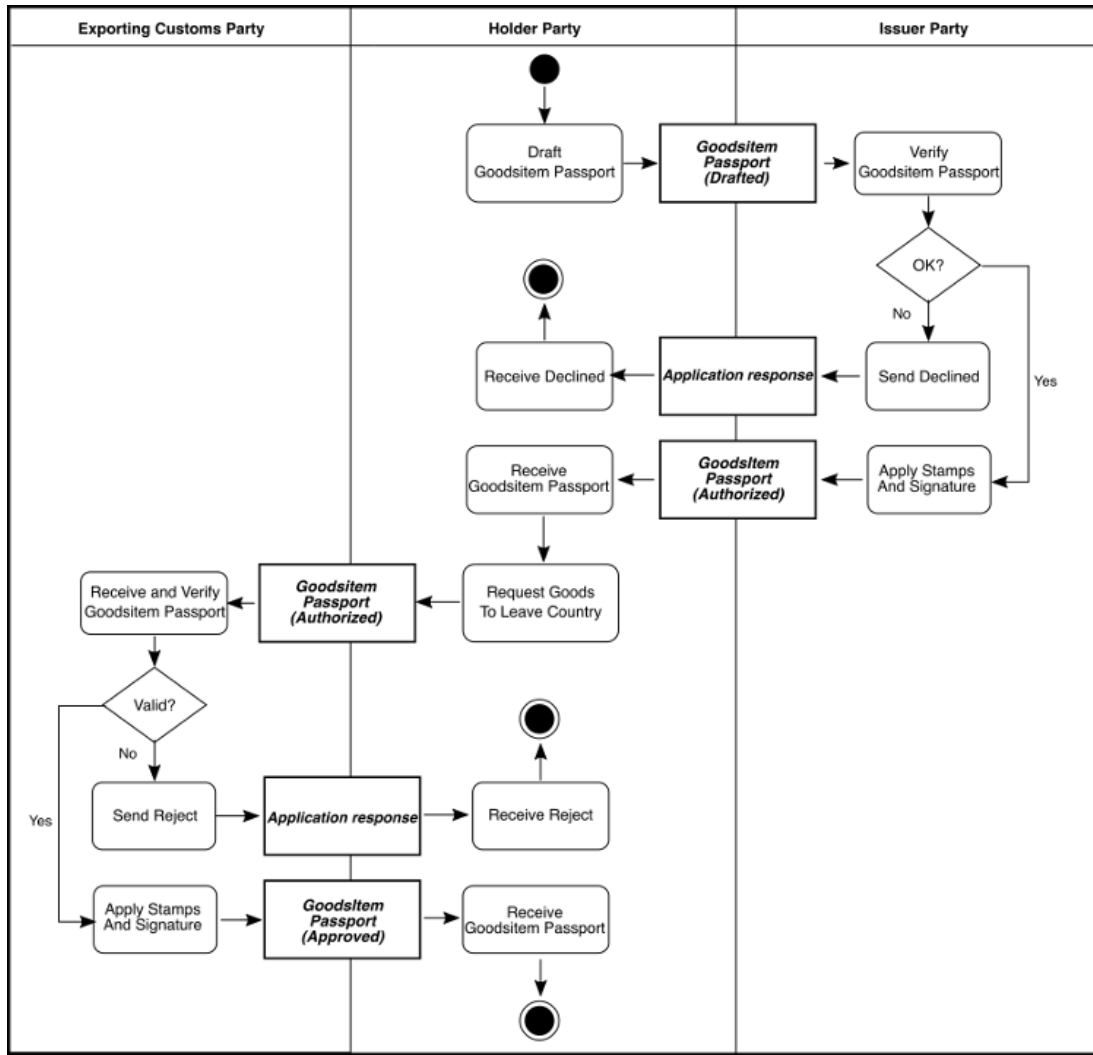 Exporting Customs Party
Holder Party
Issuer Party
Draft
Goodsitem Passport
Goodsitem
Passport
(Drafted)
Verify
Goodsitem Passport
OK?
No
Yes
Receive Declined
Application response
Send Declined
Receive
Goodsitem Passport
GoodsItem
Passport
(Authorized)
Apply Stamps
And Signature
Receive and Verify
Goodsitem Passport
Goodsitem
Passport
(Authorized)
Request Goods
To Leave Country
Valid?
No
Yes
Send Reject
Application response
Receive Reject
Apply Stamps
And Signature
GoodsItem
Passport
(Approved)
Receive
Goodsitem Passport